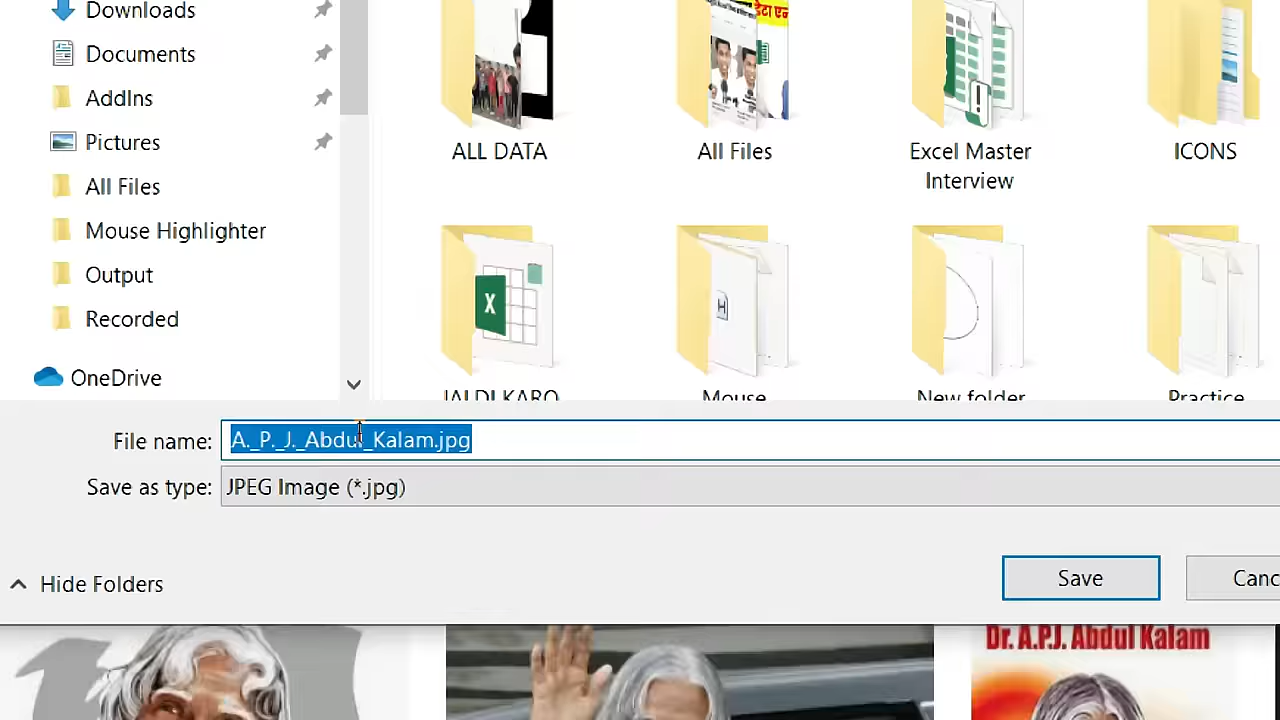 Downloads
Documents
AddIns
Pictures
All Files
Mouse Highlighter
Output
Recorded
OneDrive
ALL DATA
All Files
Excel Master
Interview
ICONS
JALDI KARO
Mouse
New folder
Practice
File name: A._P._J._Abdul_Kalam.jpg
Save as type: JPEG Image (*.jpg)
Hide Folders
Save
Canc
Dr. A.P.J. Abdul Kalam